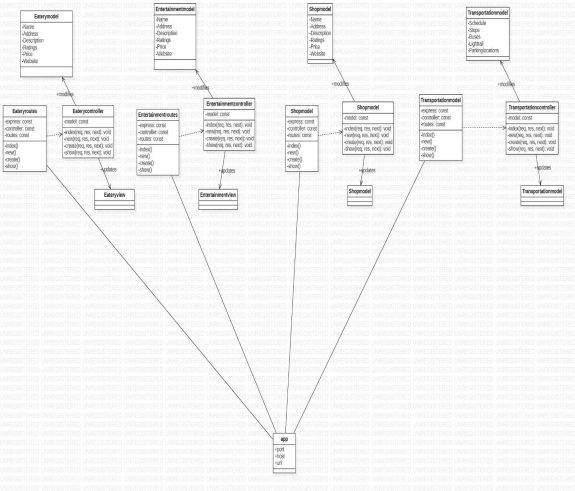 Eaterymodel
-Name
-Address
-Description
-Ratings
-Price
-Website
Entertainmentmodel
-Name
-Address
-Description
-Ratings
-Price
-Website
Shopmodel
-Name
-Address
-Description
-Ratings
-Price
-Website
Transportationmodel
-Schedule
-Stops
-Buses
-Lightrail
-Parkinglocations
+modifies
+modifies
+modifies
+modifies
Eateryroutes
-express: const
-controller: const
-routes: const
-index()
-new()
-create()
-show()
Eaterycontroller
-model: const
-index(req, res, next): void
-new(req, res, next): void
-create(req, res, next): void
-show(req, res, next): void
+updates
Eateryview
Entertainmentroutes
-express: const
-controller: const
-routes: const
-index()
-new()
-create()
-show()
Entertainmentcontroller
-model: const
-index(req, res, next): void
-new(req, res, next): void
-create(req, res, next): void
-show(req, res, next): void
+updates
Entertainmentview
Shopmodel
-express: const
-controller: const
-routes: const
-index()
-new()
-create()
-show()
Shopmodel
-model: const
-index(req, res, next): void
-new(req, res, next): void
-create(req, res, next): void
-show(req, res, next): void
+updates
Shopmodel
Transportationmodel
-express: const
-controller: const
-routes: const
-index()
-new()
-create()
-show()
Transportationcontroller
-model: const
-index(req, res, next): void
-new(req, res, next): void
-create(req, res, next): void
-show(req, res, next): void
+updates
Transportationmodel
app
+port
+host
+url